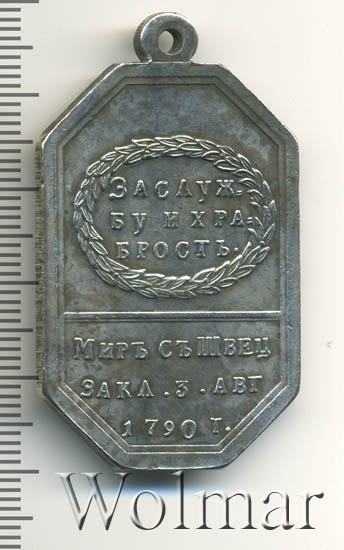 ЗАСЛУЖ.
БУ И ХРА=
БРОСТЬ.
МИРЪ СЪ ШВЕЦ
ЗАКЛ. 3. АВГ
1790 Г.
Wolmar